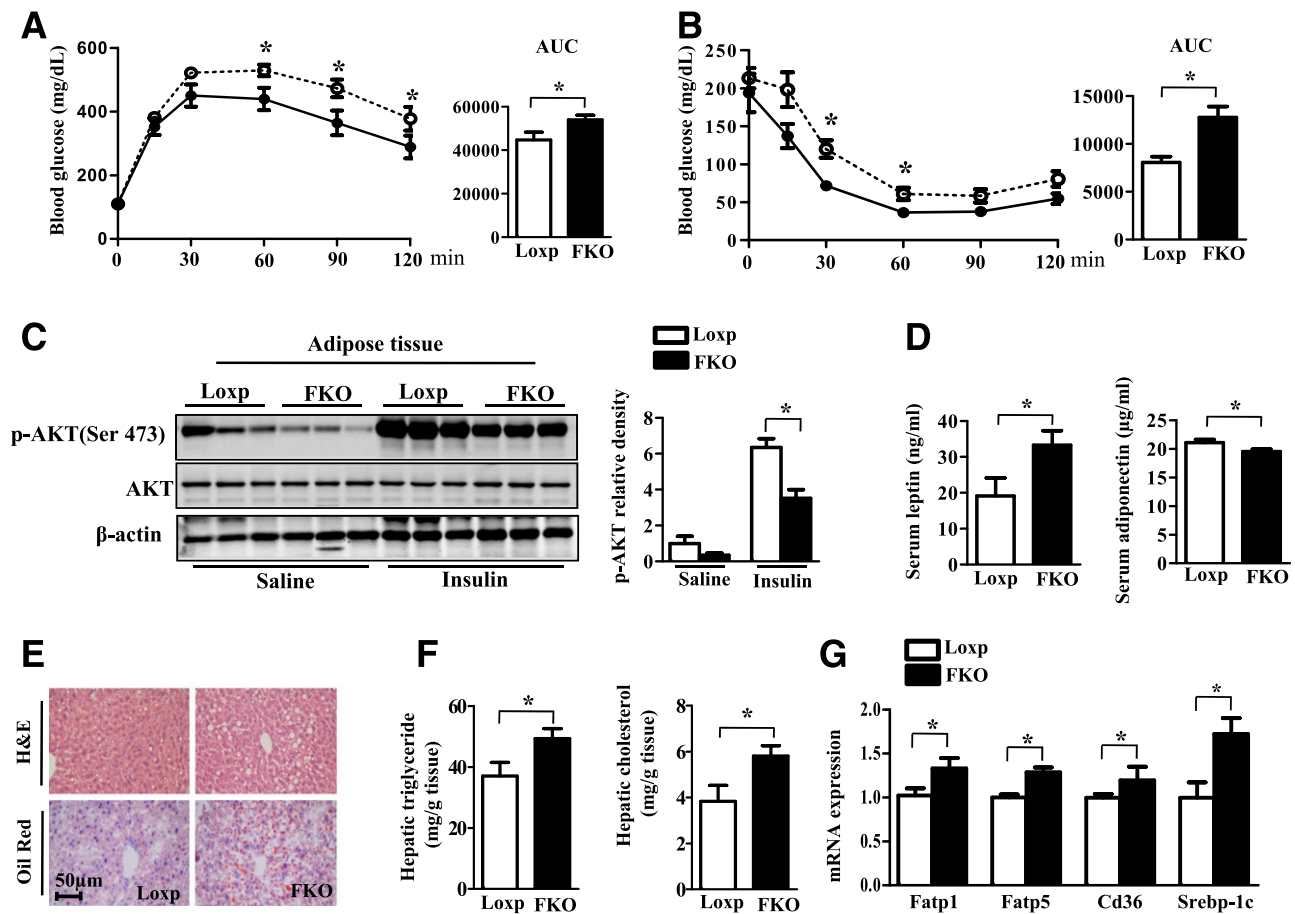 A
Blood glucose (mg/dL)
600
400
200
0
* * *
0 30 60 90 120 min
AUC
*
60000
40000
20000
0
Loxp FKO
B
Blood glucose (mg/dL)
250
200
150
100
50
0
* *
0 30 60 90 120 min
AUC
*
15000
10000
5000
0
Loxp FKO
C
Adipose tissue
Loxp FKO Loxp FKO
p-AKT(Ser 473)
AKT
β-actin
Saline Insulin
Loxp
FKO
p-AKT relative density
8
6
4
2
0
*
Saline Insulin
D
Serum leptin (ng/ml)
40
30
20
10
0
*
Loxp FKO
Serum adiponectin (μg/ml)
25
20
15
10
5
0
*
Loxp FKO
E
H&E
Oil Red
50μm
Loxp
FKO
F
Hepatic triglyceride
(mg/g tissue)
60
40
20
0
*
Loxp FKO
Hepatic cholesterol
(mg/g tissue)
8
6
4
2
0
*
Loxp FKO
G
Loxp
FKO
mRNA expression
2.0
1.5
1.0
0.5
0.0
* * * *
Fatp1 Fatp5 Cd36 Srebp-1c